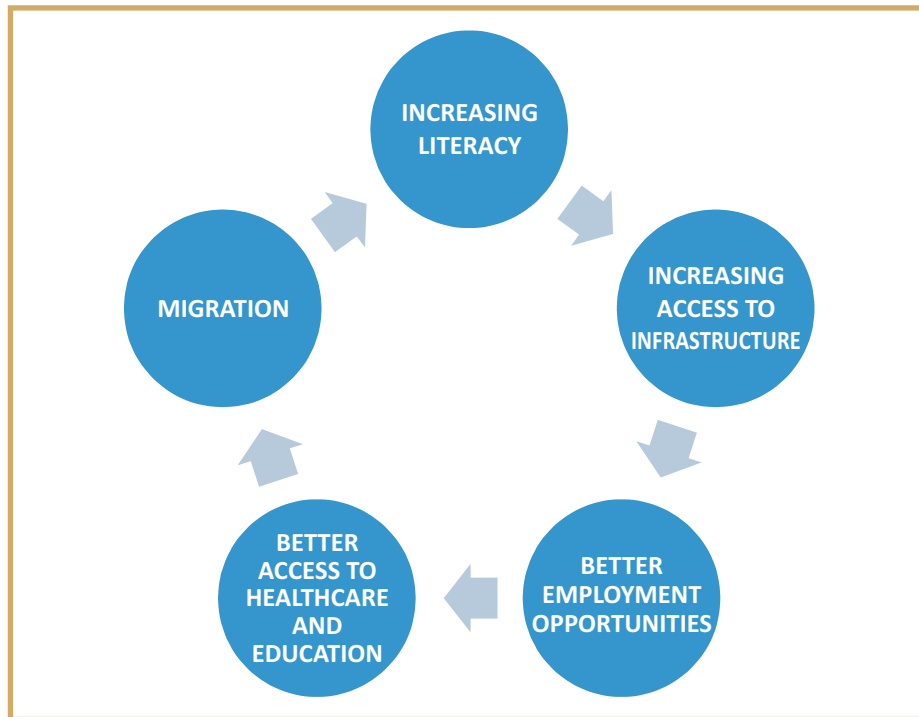 INCREASING
LITERACY
INCREASING
ACCESS TO
INFRASTRUCTURE
BETTER
EMPLOYMENT
OPPORTUNITIES
BETTER
ACCESS TO
HEALTHCARE
AND
EDUCATION
MIGRATION